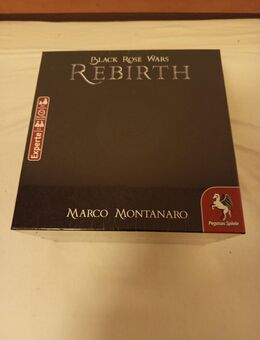 Black Rose Wars
Rebirth
Experte
Marco Montanaro
Pegasus Spiele